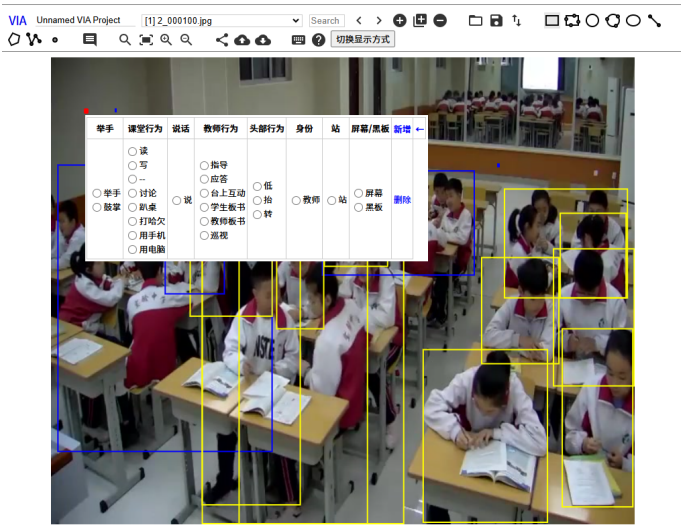 VIA Unnamed VIA Project [1] 2_000100.jpg Search
切换显示方式
举手 课堂行为 说话 教师行为 头部行为 身份 站 屏幕/黑板 新增 ←
举手
鼓掌
读
写
--
讨论
趴桌
打哈欠
用手机
用电脑
说
指导
应答
台上互动
学生板书
教师板书
巡视
低
抬
转
教师
站
屏幕
黑板
删除